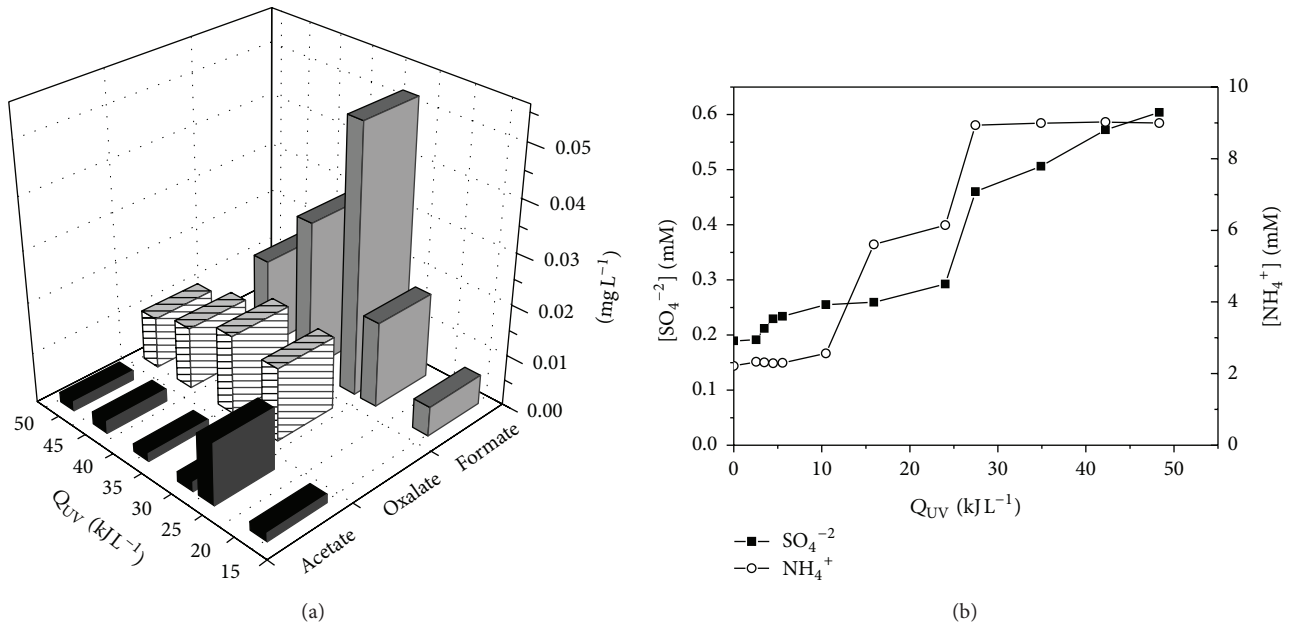 0.05
0.04
0.03
0.02
0.01
0.00
(mg L⁻¹)
50
45
40
35
30
25
20
15
Q_UV (kJ L⁻¹)
Acetate
Oxalate
Formate
(a)
0.6
0.5
0.4
0.3
0.2
0.1
0.0
[SO₄⁻²] (mM)
10
8
6
4
2
0
[NH₄⁺] (mM)
0 10 20 30 40 50
Q_UV (kJ L⁻¹)
SO₄⁻²
NH₄⁺
(b)